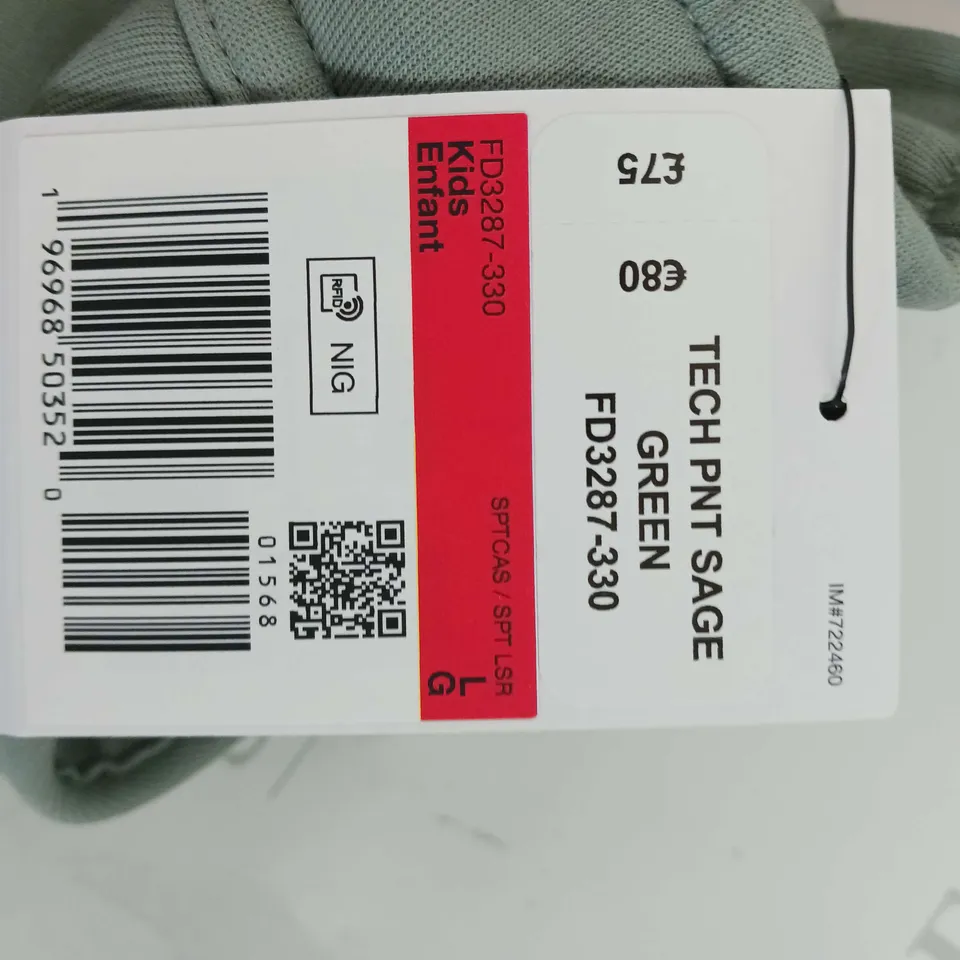 IM#722460
TECH PNT SAGE
GREEN
FD3287-330
£75
€80
FD3287-330
Kids
Enfant
SPTCAS / SPT LSR
L
G
RFID
NIG
01568
1 96968 50352 0